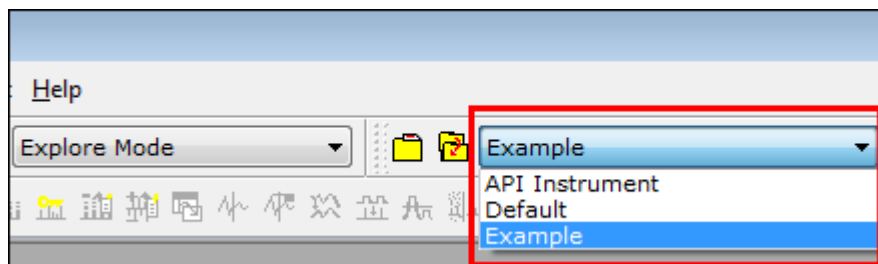 Help
Explore Mode
Example
API Instrument
Default
Example